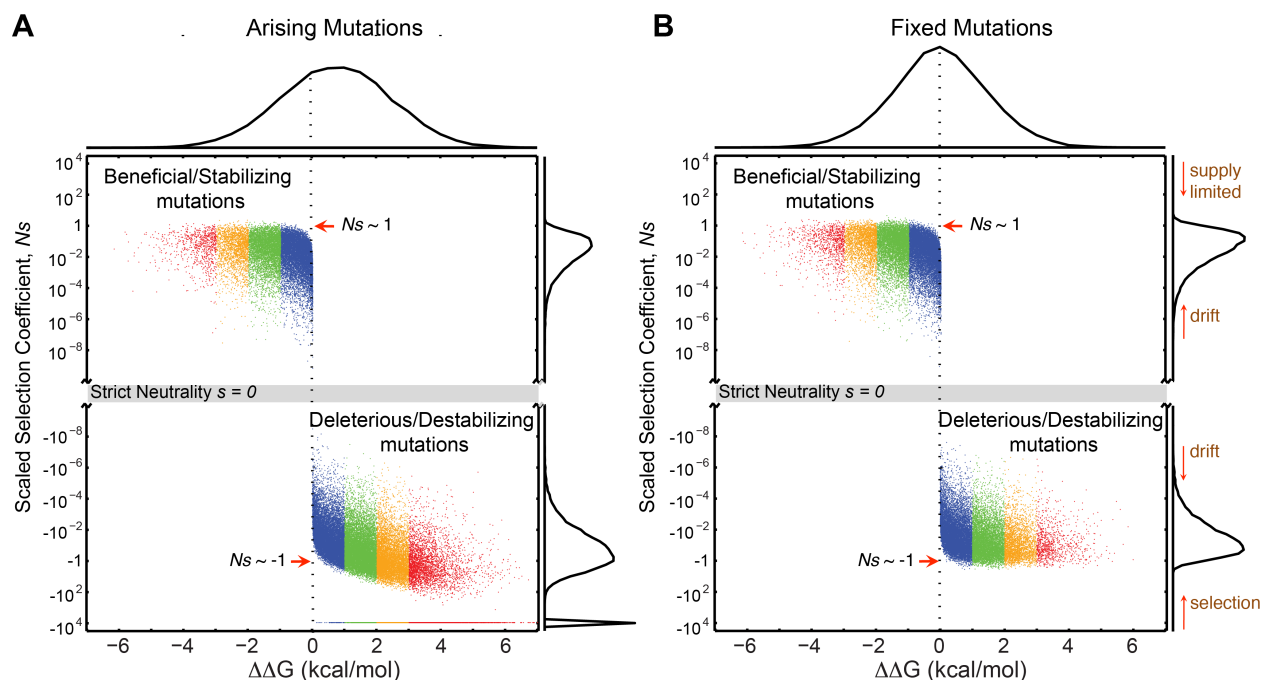 A
Arising Mutations
Scaled Selection Coefficient, Ns
10^4
10^2
1
10^−2
10^−4
10^−6
10^−8
Beneficial/Stabilizing
mutations
Ns ~ 1
Strict Neutrality s = 0
-10^−8
-10^−6
-10^−4
-10^−2
-1
-10^2
-10^4
Deleterious/Destabilizing
mutations
Ns ~ -1
−6 −4 −2 0 2 4 6
ΔΔG (kcal/mol)
B
Fixed Mutations
Scaled Selection Coefficient, Ns
10^4
10^2
1
10^−2
10^−4
10^−6
10^−8
Beneficial/Stabilizing
mutations
Ns ~ 1
supply
limited
drift
Strict Neutrality s = 0
-10^−8
-10^−6
-10^−4
-10^−2
-1
-10^2
-10^4
Deleterious/Destabilizing
mutations
Ns ~ -1
drift
selection
−6 −4 −2 0 2 4 6
ΔΔG (kcal/mol)